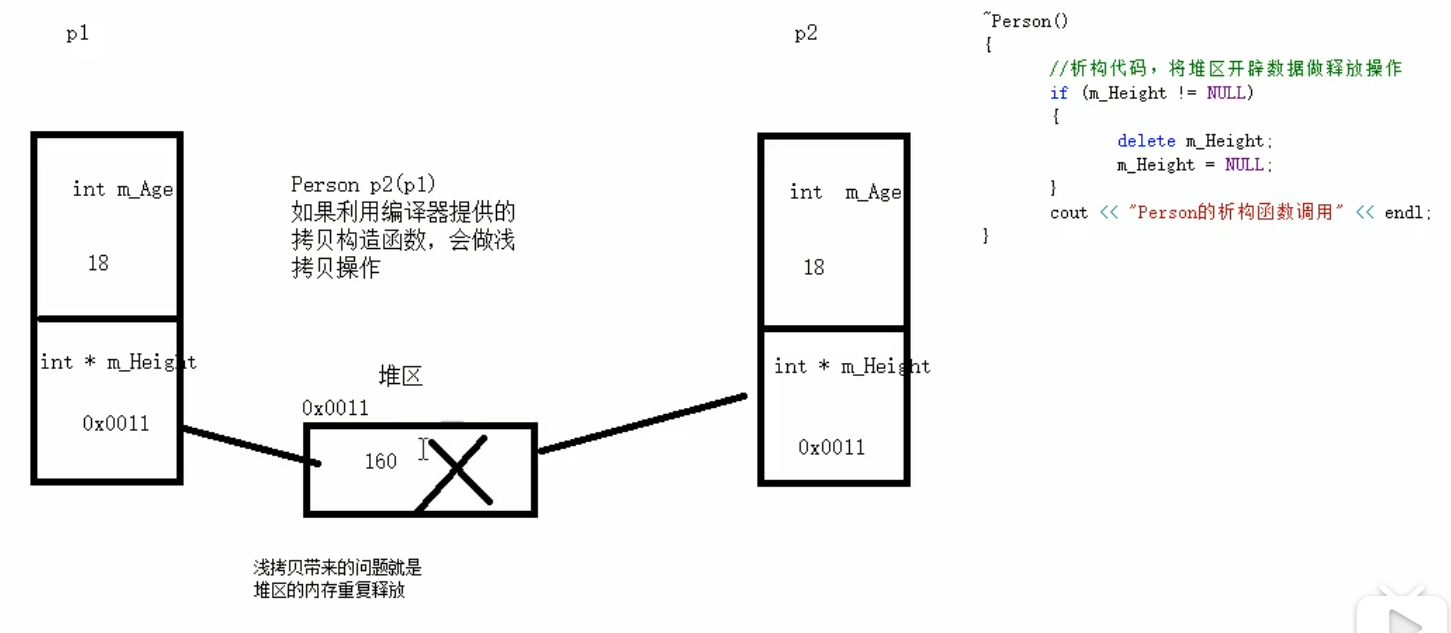 p1
p2
~Person()
{
//析构代码，将堆区开辟数据做释放操作
if (m_Height != NULL)
{
delete m_Height;
m_Height = NULL;
}
cout << "Person的析构函数调用" << endl;
}
int m_Age
18
int * m_Height
0x0011
Person p2(p1)
如果利用编译器提供的
拷贝构造函数，会做浅
拷贝操作
堆区
0x0011
160
int m_Age
18
int * m_Height
0x0011
浅拷贝带来的问题就是
堆区的内存重复释放